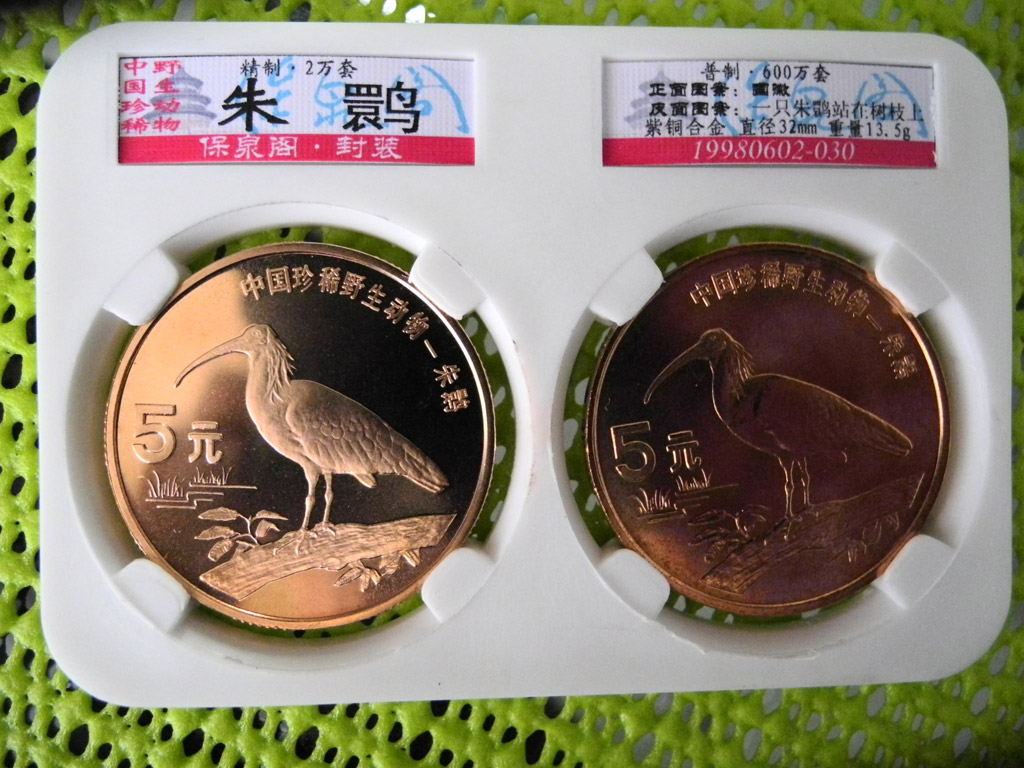 中国珍稀
野生动物
精制·2万套
朱鹮
保泉阁·封装
普制·600万套
正面图案：國徽
反面图案：一只朱鹮站在树枝上
紫铜合金 直径32mm 重量13.5g
19980602-030
中国珍稀野生动物—朱鹮
5元
中国珍稀野生动物—朱鹮
5元